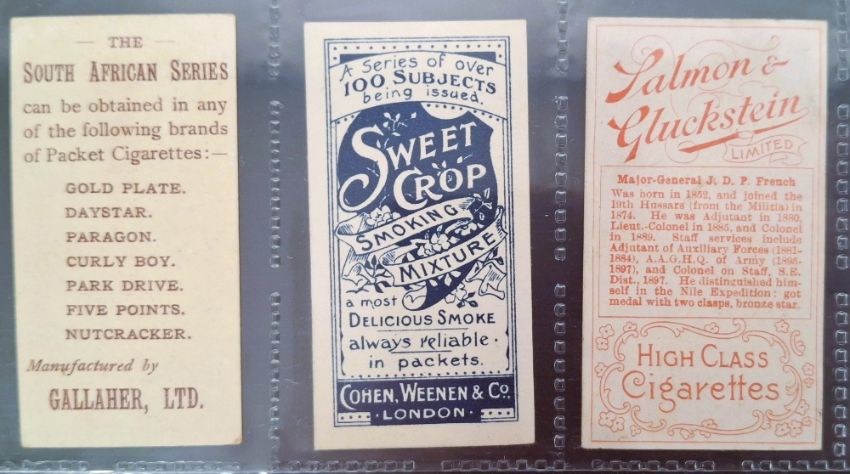 — THE —
SOUTH AFRICAN SERIES
can be obtained in any
of the following brands
of Packet Cigarettes:—
GOLD PLATE.
DAYSTAR.
PARAGON.
CURLY BOY.
PARK DRIVE.
FIVE POINTS.
NUTCRACKER.
Manufactured by
GALLAHER, LTD.
A Series of over
100 SUBJECTS
being issued.
SWEET
CROP
SMOKING
MIXTURE
a most
DELICIOUS SMOKE
always reliable
in packets.
COHEN, WEENEN & Co.,
· LONDON ·
Salmon &
Gluckstein
LIMITED
Major-General J. D. P. French
Was born in 1852, and joined the
19th Hussars (from the Militia) in
1874. He was Adjutant in 1880,
Lieut.-Colonel in 1885, and Colonel
in 1889. Staff services include
Adjutant of Auxiliary Forces (1881-
1884), A.A.G.H.Q. of Army (1895-
1897), and Colonel on Staff, S.E.
Dist., 1897. He distinguished him-
self in the Nile Expedition: got
medal with two clasps, bronze star.
HIGH CLASS
Cigarettes